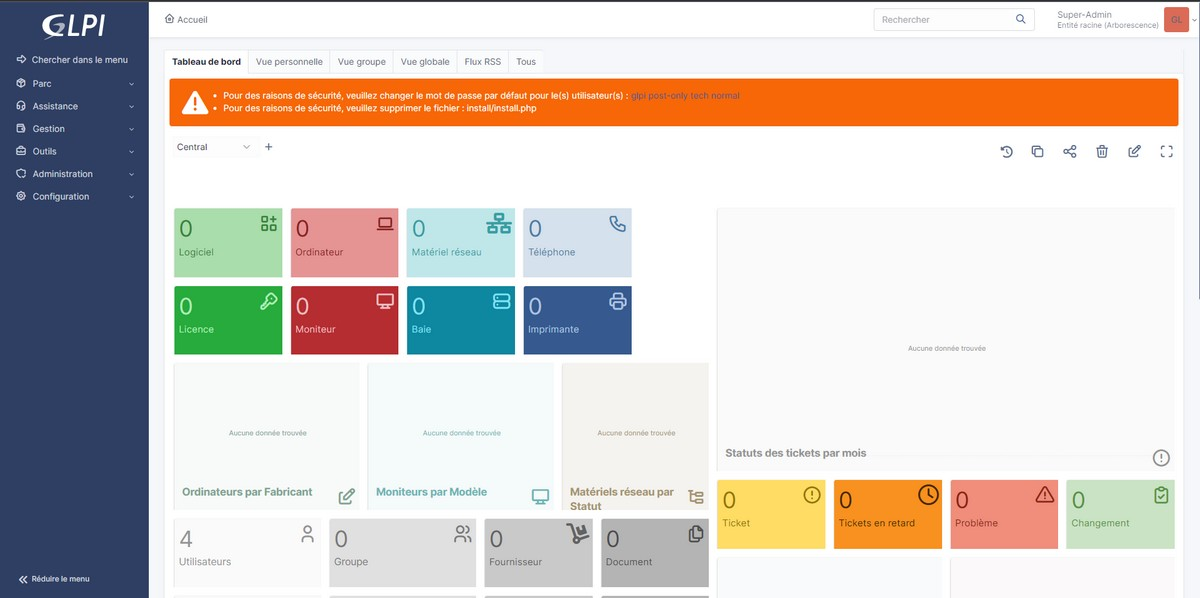 GLPI
Chercher dans le menu
Parc
Assistance
Gestion
Outils
Administration
Configuration
Réduire le menu
Accueil
Rechercher
Super-Admin
Entité racine (Arborescence)
GL
Tableau de bord
Vue personnelle
Vue groupe
Vue globale
Flux RSS
Tous
• Pour des raisons de sécurité, veuillez changer le mot de passe par défaut pour le(s) utilisateur(s) : glpi post-only tech normal
• Pour des raisons de sécurité, veuillez supprimer le fichier : install/install.php
Central
0
Logiciel
0
Ordinateur
0
Matériel réseau
0
Téléphone
0
Licence
0
Moniteur
0
Baie
0
Imprimante
Aucune donnée trouvée
Ordinateurs par Fabricant
Aucune donnée trouvée
Moniteurs par Modèle
Aucune donnée trouvée
Matériels réseau par
Statut
4
Utilisateurs
0
Groupe
0
Fournisseur
0
Document
Aucune donnée trouvée
Statuts des tickets par mois
0
Ticket
0
Tickets en retard
0
Problème
0
Changement